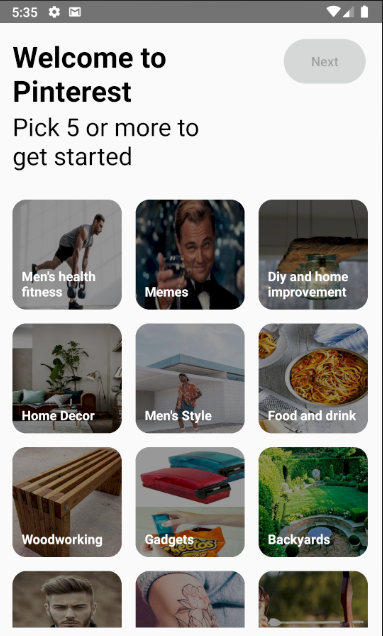 5:35
Welcome to
Pinterest
Next
Pick 5 or more to
get started
Men's health
fitness
Memes
Diy and home
improvement
Home Decor
Men's Style
Food and drink
Woodworking
Gadgets
Cheetos
Backyards